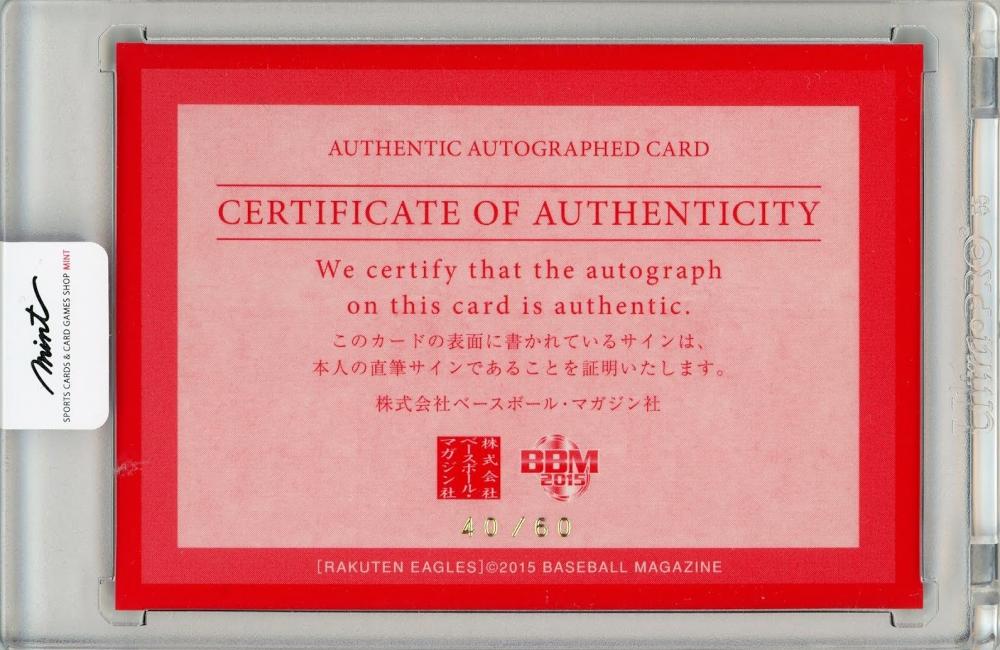 AUTHENTIC AUTOGRAPHED CARD
CERTIFICATE OF AUTHENTICITY
We certify that the autograph
on this card is authentic.
このカードの表面に書かれているサインは、
本人の直筆サインであることを証明いたします。
株式会社ベースボール・マガジン社
株式会社
ベースボール・
マガジン社
BBM
2015
40/60
[RAKUTEN EAGLES]©2015 BASEBALL MAGAZINE
mint
SPORTS CARDS & CARD GAMES SHOP MINT
UltraPRO®